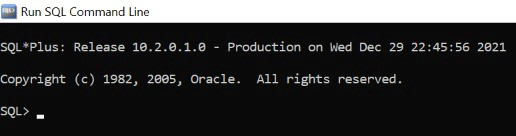 Run SQL Command Line
SQL*Plus: Release 10.2.0.1.0 - Production on Wed Dec 29 22:45:56 2021
Copyright (c) 1982, 2005, Oracle.  All rights reserved.
SQL>